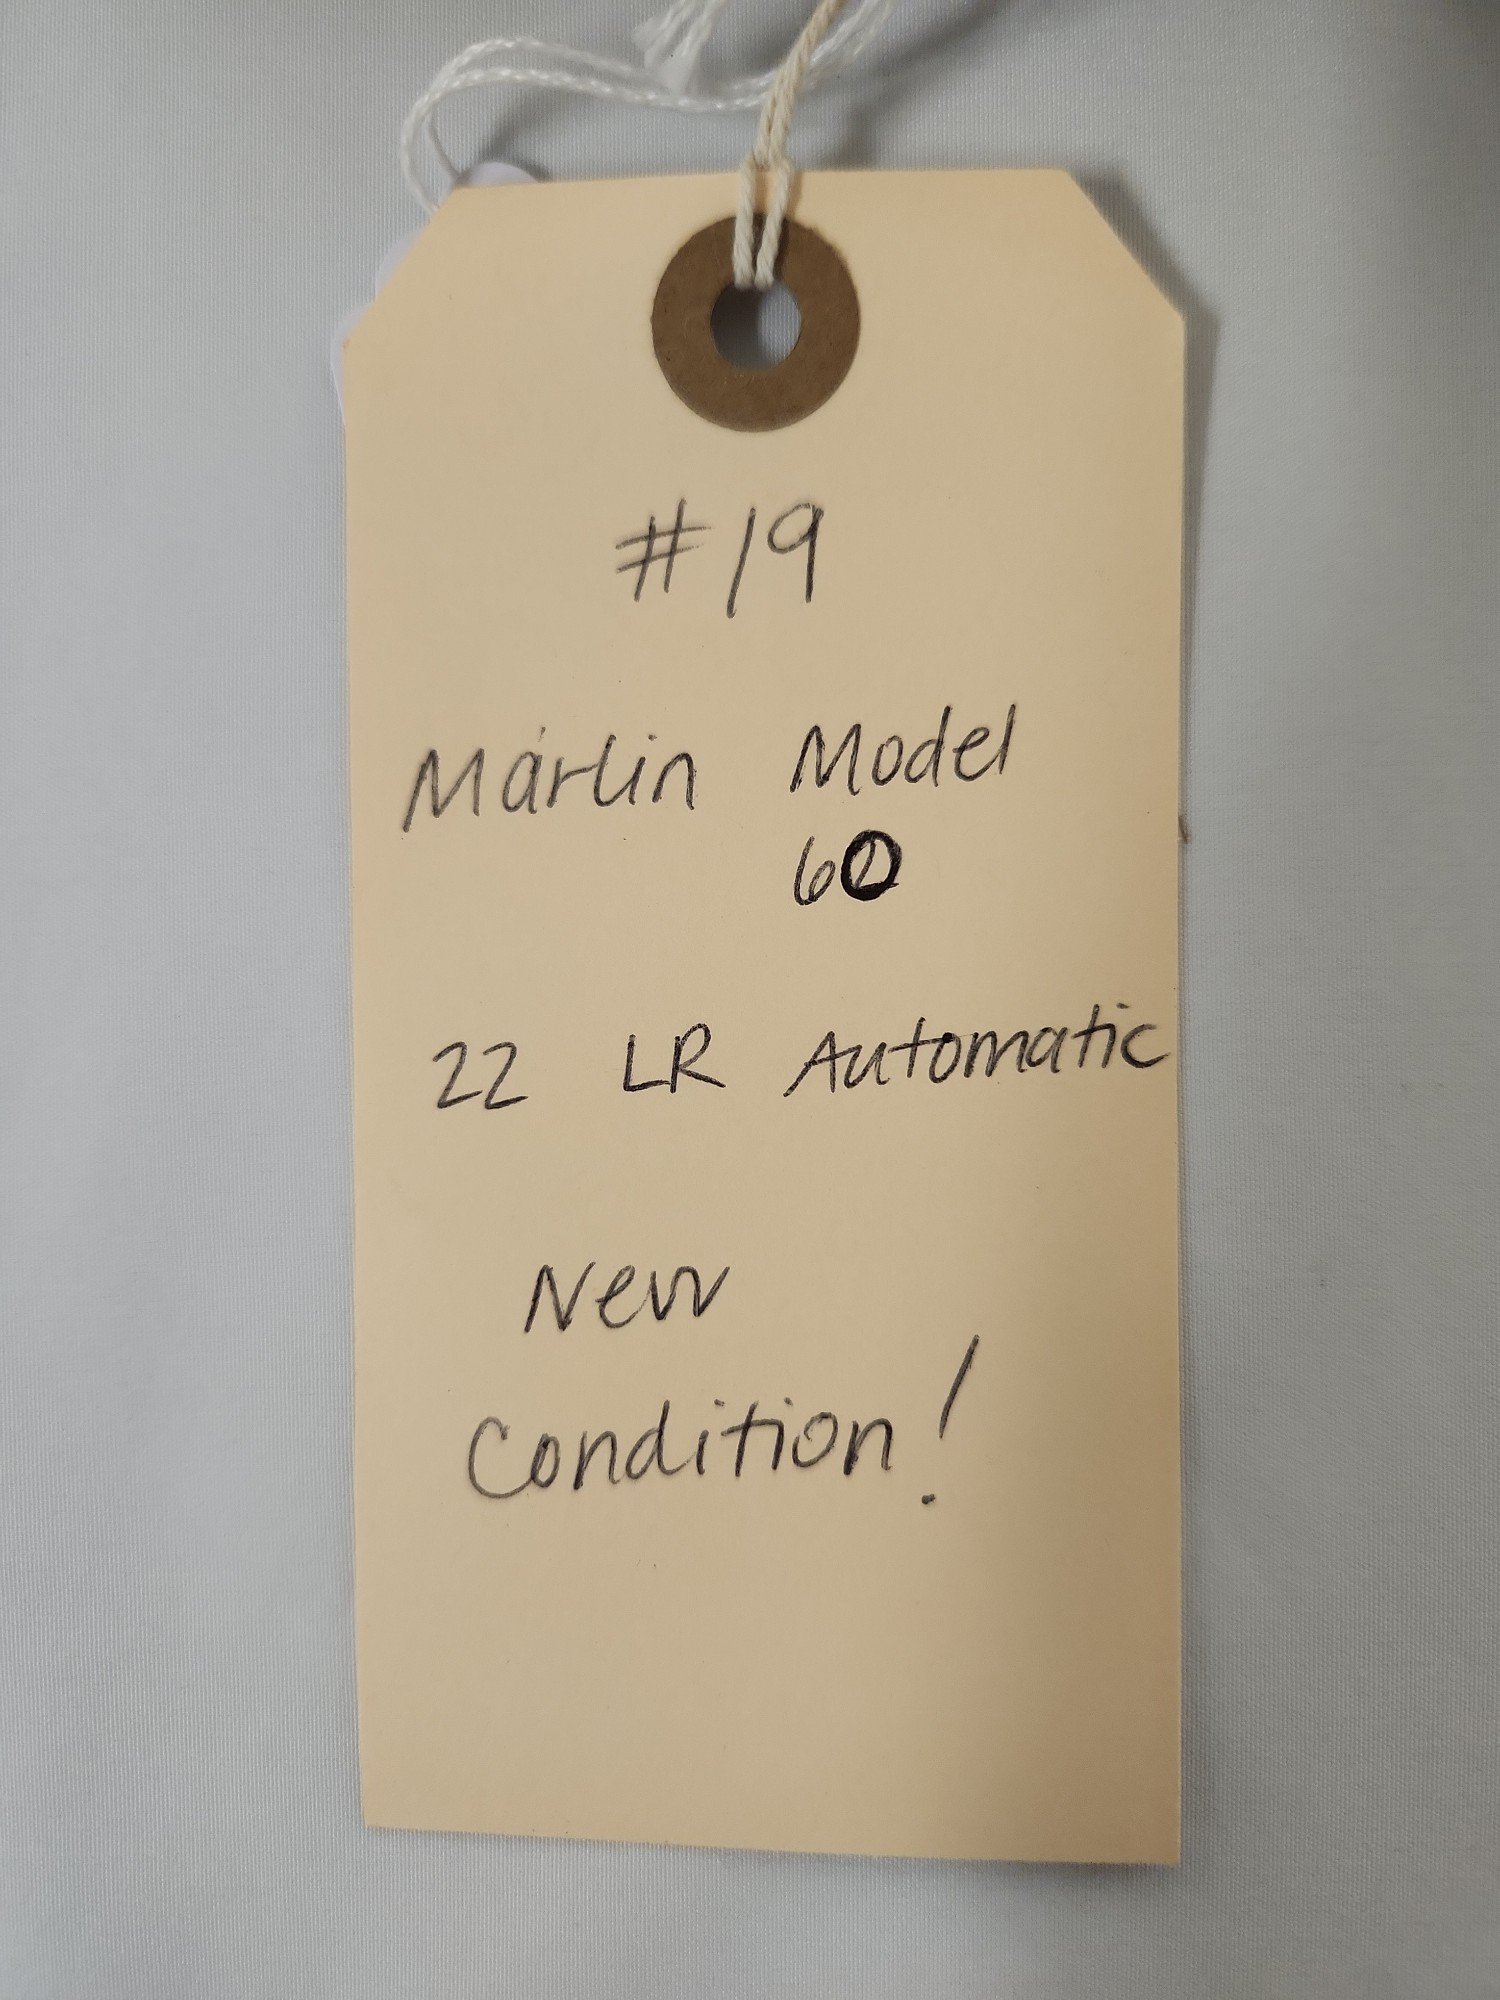 #19
Marlin Model
60
22 LR Automatic
New
Condition!